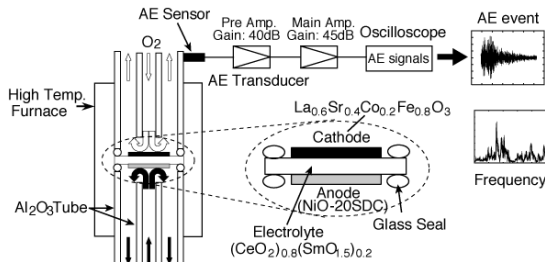 AE Sensor
Pre Amp.
Gain: 40dB
Main Amp.
Gain: 45dB
Oscilloscope
AE signals
AE event
O2
AE Transducer
High Temp.
Furnace
La0.6Sr0.4Co0.2Fe0.8O3
Cathode
Frequency
Anode
(NiO-20SDC)
Glass Seal
Al2O3Tube
Electrolyte
(CeO2)0.8(SmO1.5)0.2